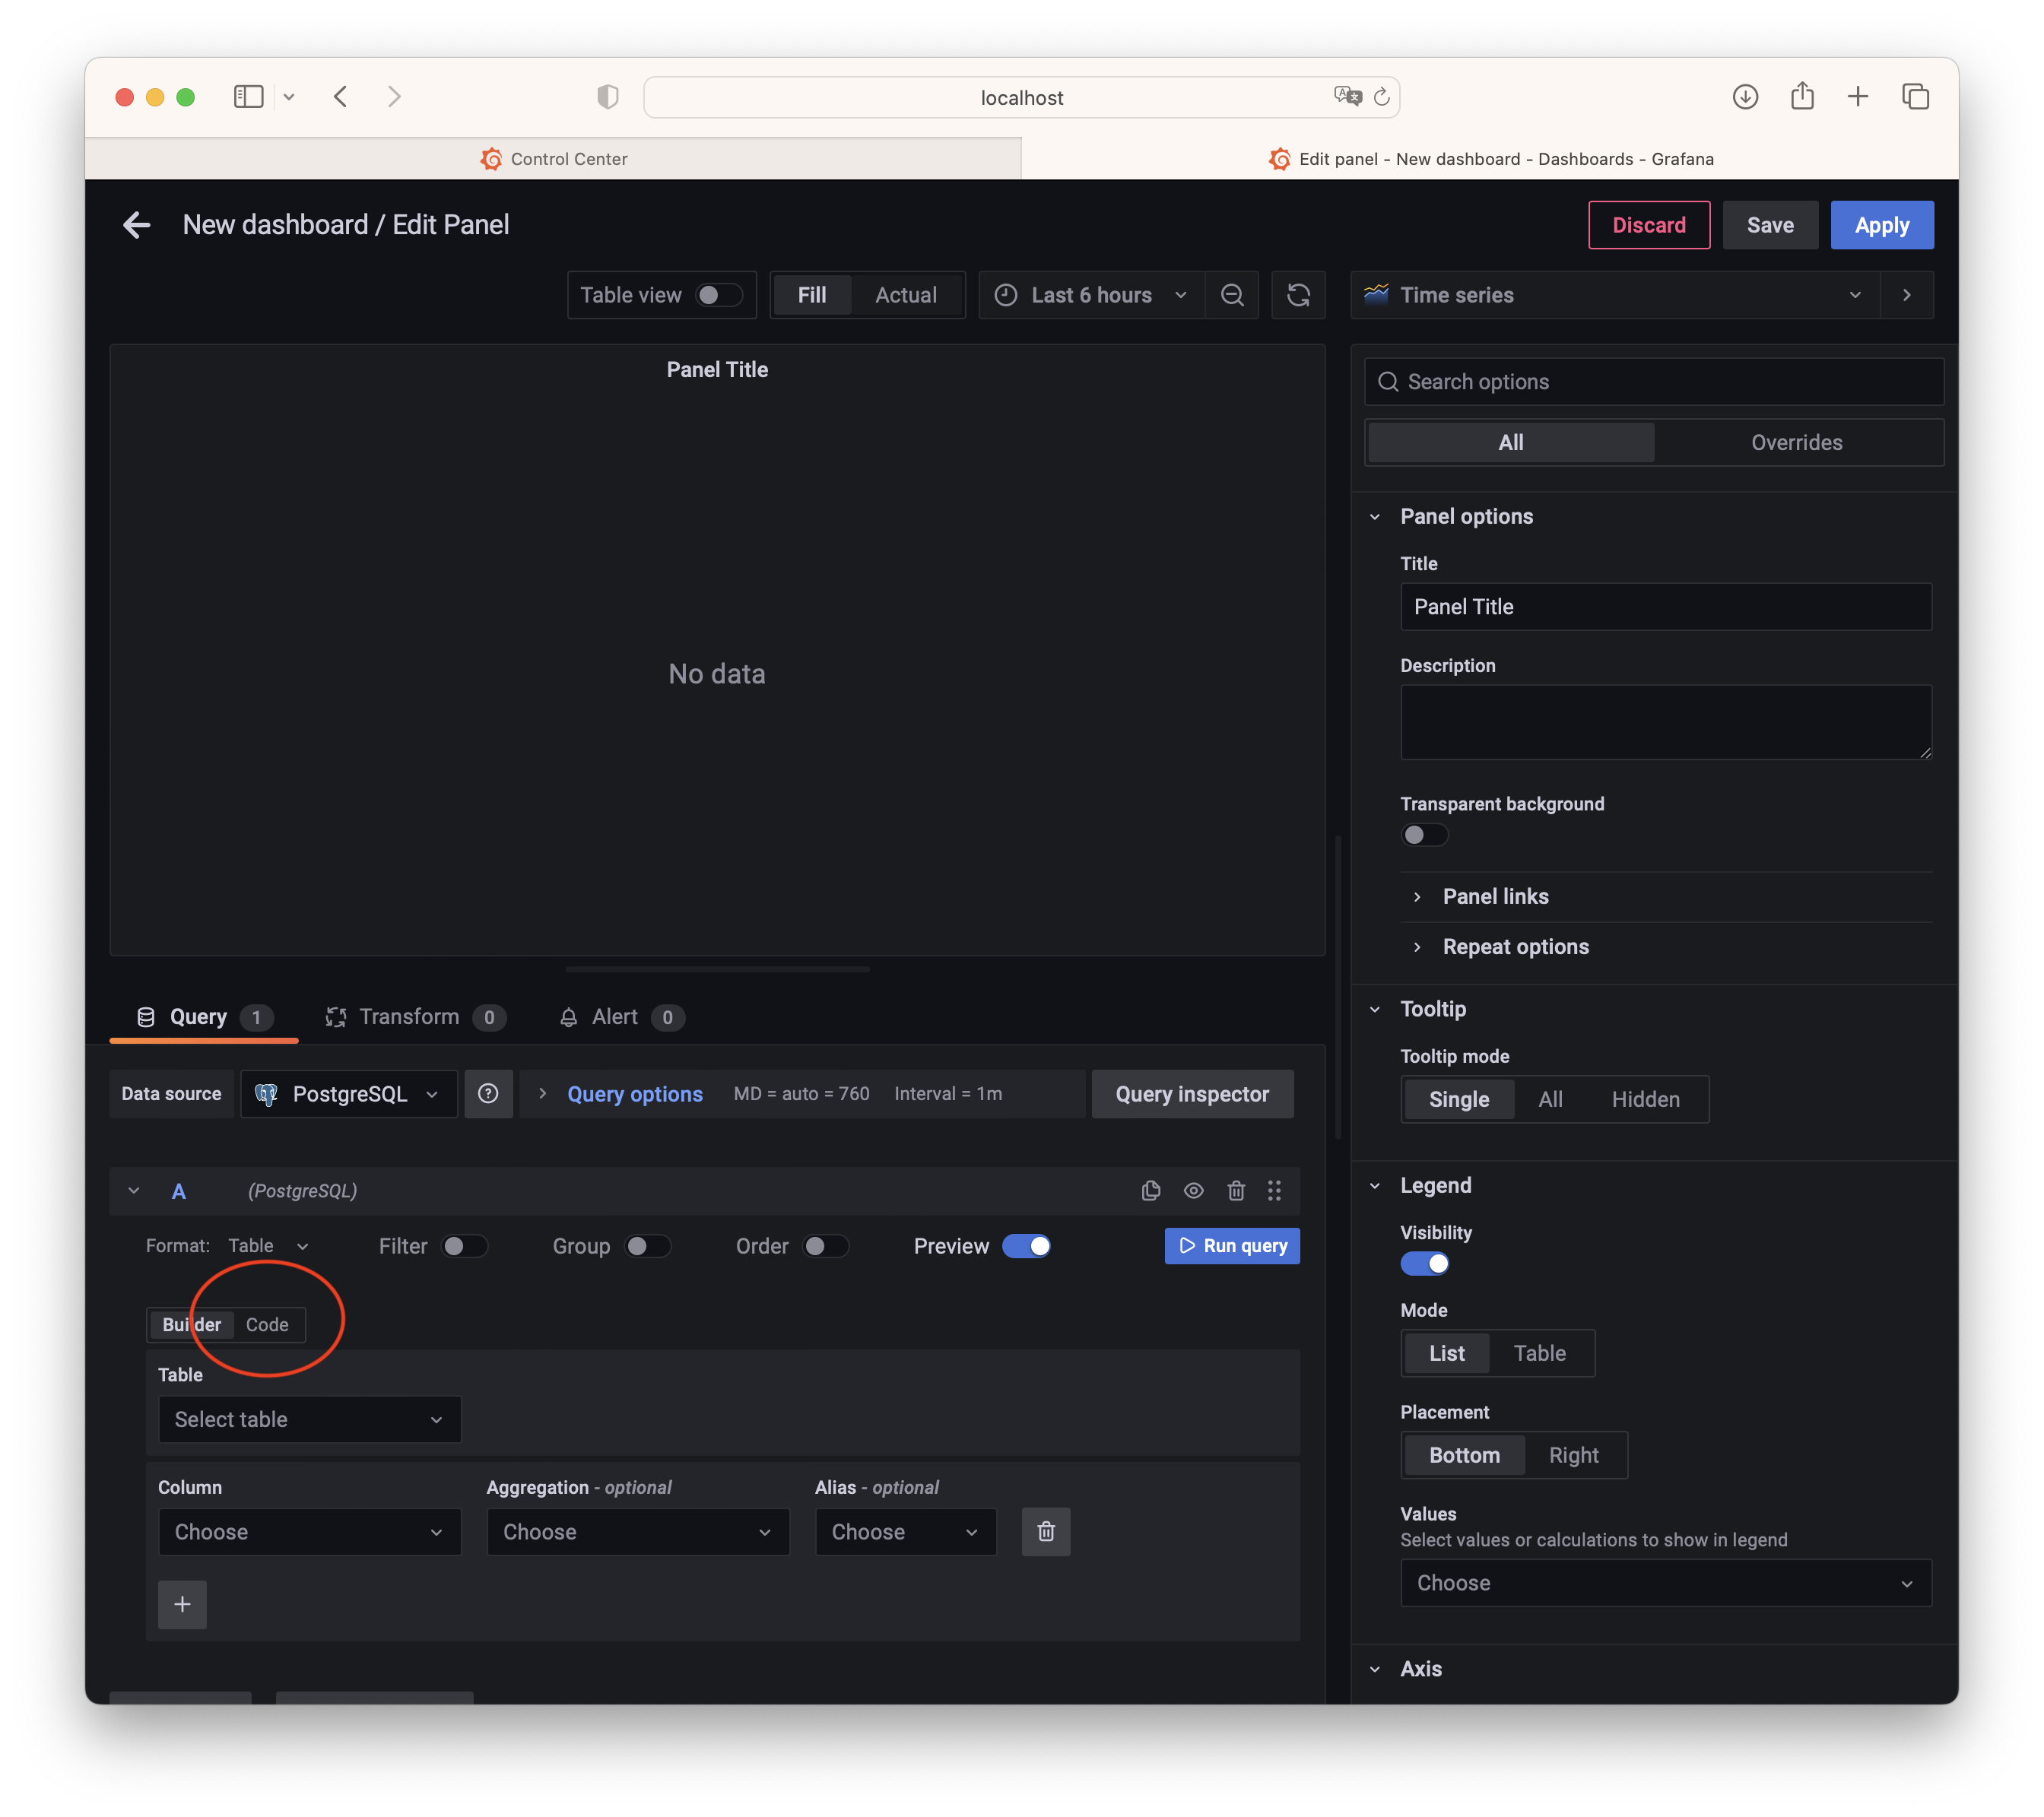 localhost
Control Center
Edit panel - New dashboard - Dashboards - Grafana
New dashboard / Edit Panel
Discard
Save
Apply
Table view
Fill
Actual
Last 6 hours
Time series
Panel Title
No data
Search options
All
Overrides
Panel options
Title
Panel Title
Description
Transparent background
Panel links
Repeat options
Query 1
Transform 0
Alert 0
Data source
PostgreSQL
Query options
MD = auto = 760
Interval = 1m
Query inspector
A
(PostgreSQL)
Format: Table
Filter
Group
Order
Preview
Run query
Builder
Code
Table
Select table
Column
Aggregation - optional
Alias - optional
Choose
Choose
Choose
Tooltip
Tooltip mode
Single
All
Hidden
Legend
Visibility
Mode
List
Table
Placement
Bottom
Right
Values
Select values or calculations to show in legend
Choose
Axis